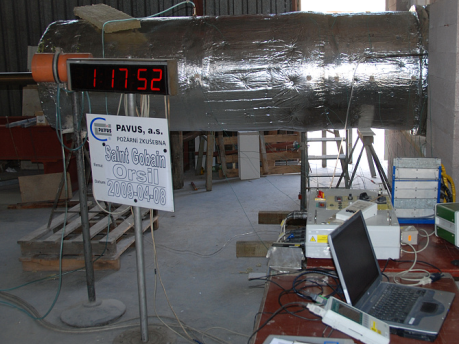 11752
PAVUS, a.s.
POŽÁRNÍ ZKUŠEBNA
Saint Gobain
Orsil
2009-04-08